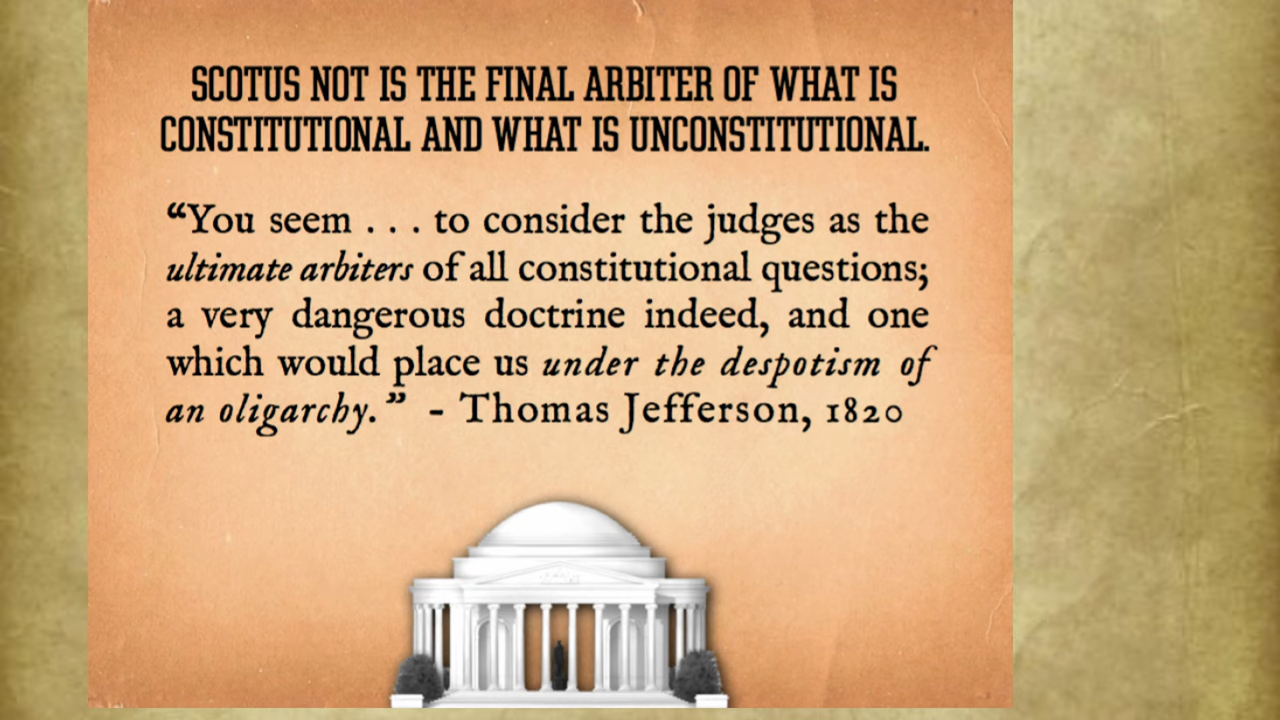 SCOTUS NOT IS THE FINAL ARBITER OF WHAT IS
CONSTITUTIONAL AND WHAT IS UNCONSTITUTIONAL.
“You seem . . . to consider the judges as the
ultimate arbiters of all constitutional questions;
a very dangerous doctrine indeed, and one
which would place us under the despotism of
an oligarchy.” - Thomas Jefferson, 1820